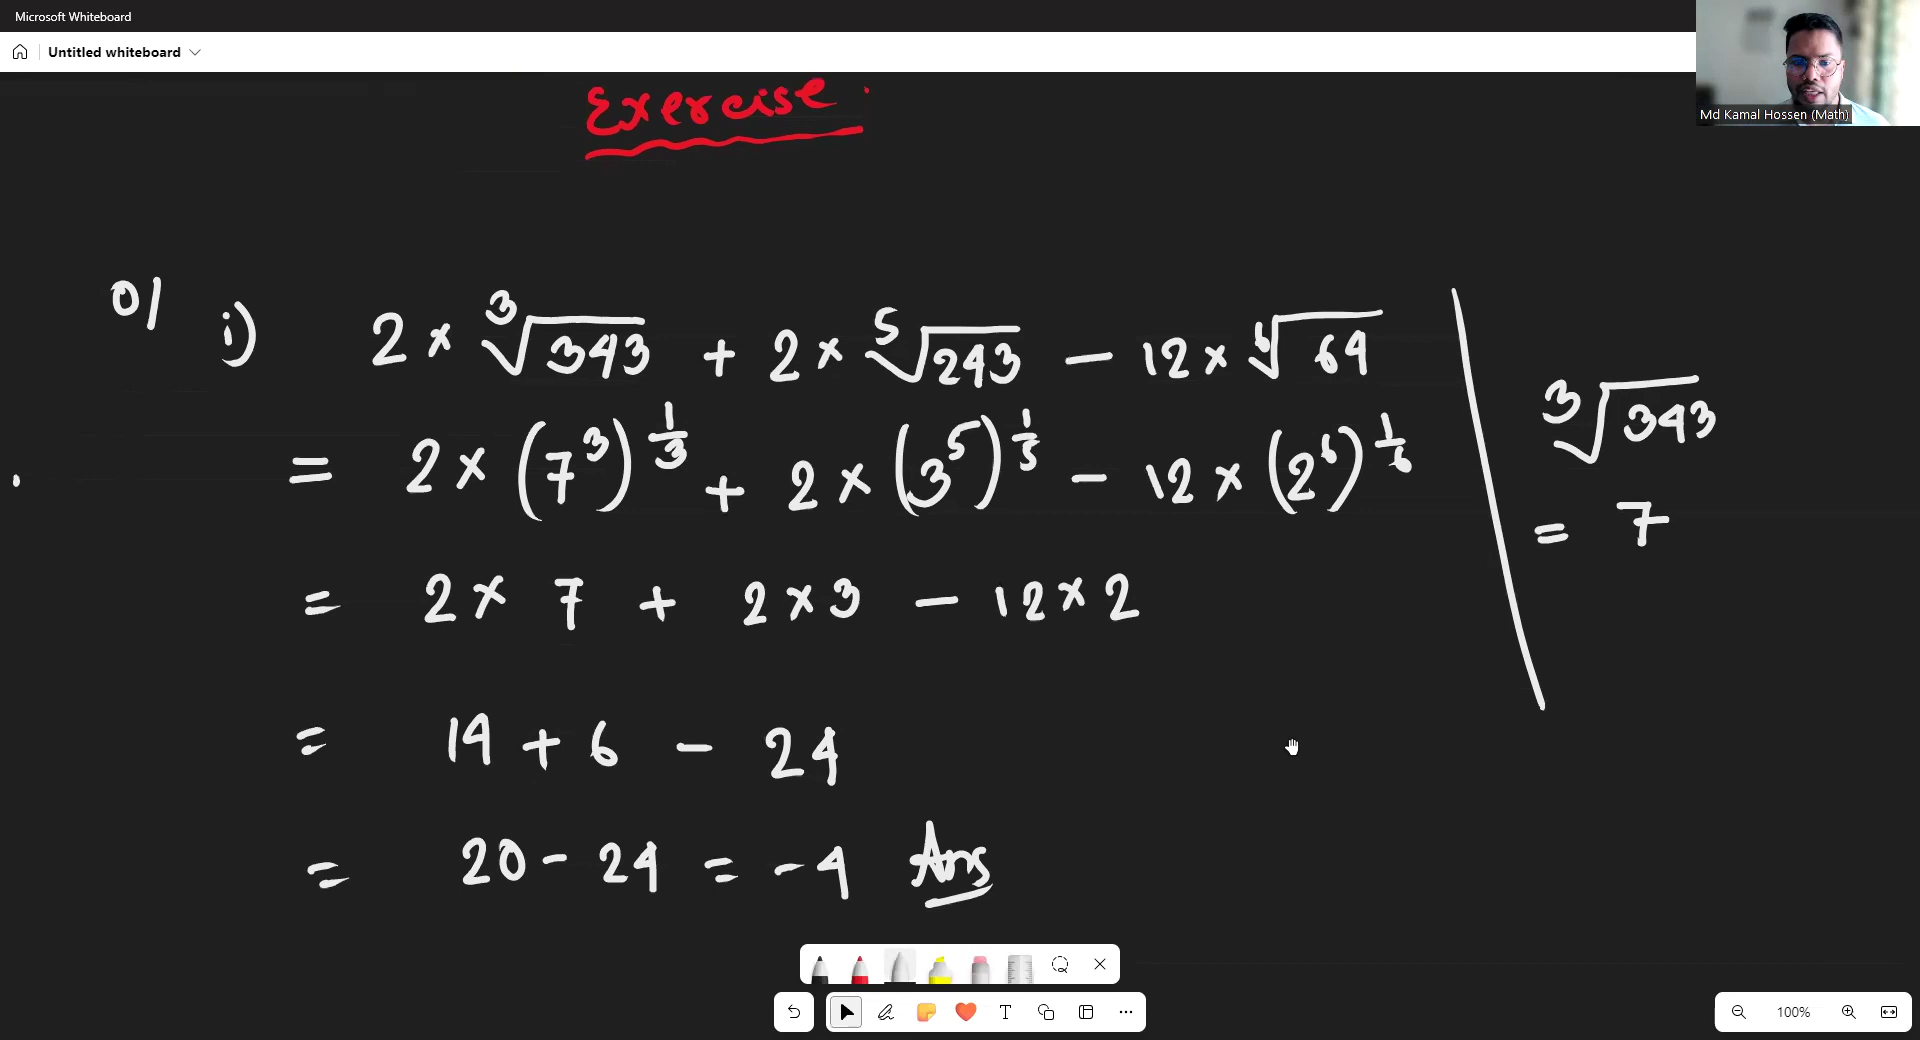 Microsoft Whiteboard
Untitled whiteboard
Md Kamal Hossen (Math)
Exercise.
01 i) 2 × ∛343 + 2 × ⁵√243 − 12 × ⁶√64
= 2 × (7³)^(1/3) + 2 × (3⁵)^(1/5) − 12 × (2⁶)^(1/6)
= 2 × 7 + 2 × 3 − 12 × 2
= 14 + 6 − 24
= 20 − 24 = −4 Ans
∛343
= 7
T
100%